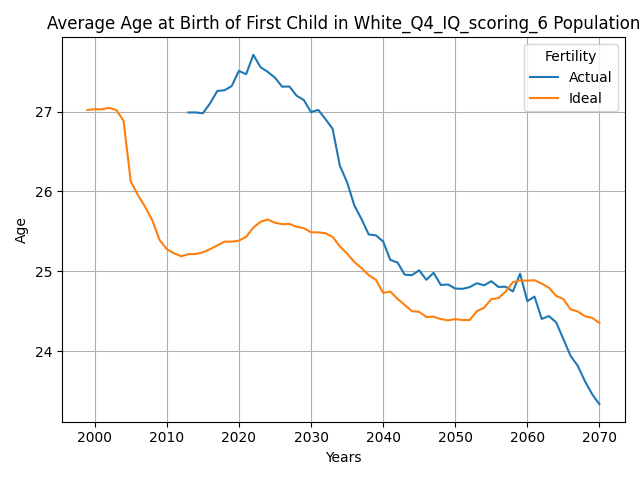 Average Age at Birth of First Child in White_Q4_IQ_scoring_6 Population
Fertility
Actual
Ideal
27
26
25
24
Age
2000 2010 2020 2030 2040 2050 2060 2070
Years